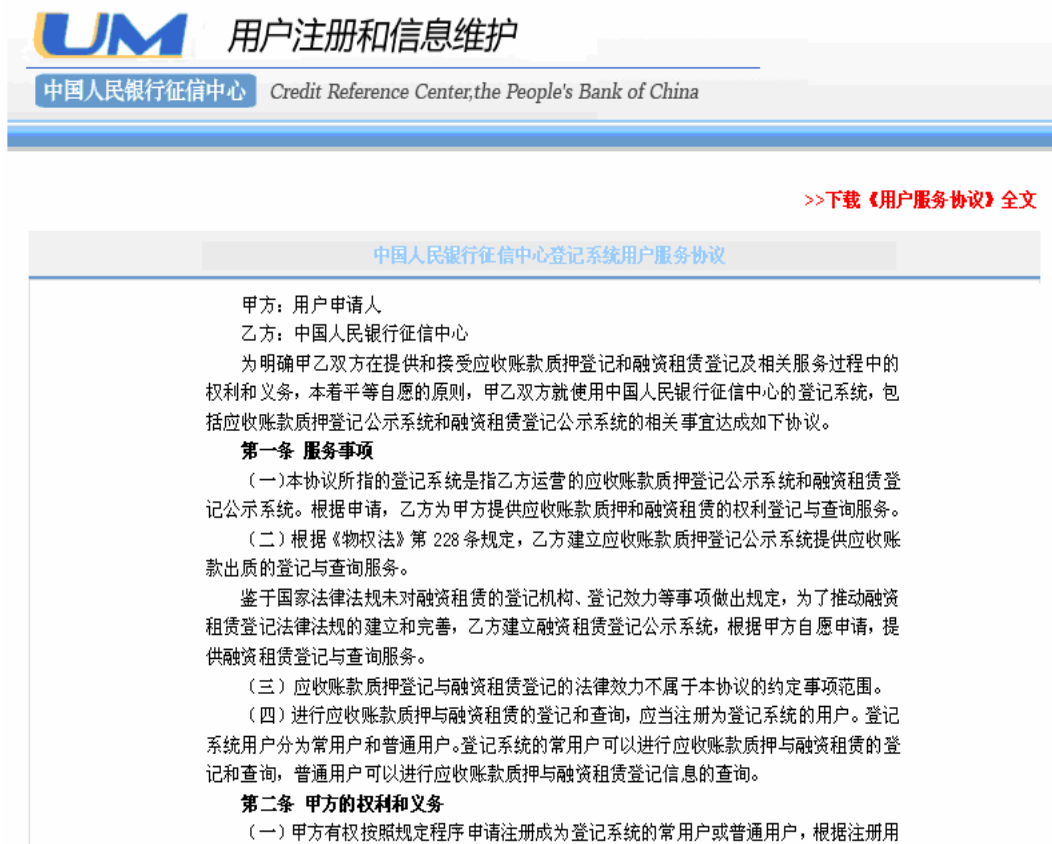 UM 用户注册和信息维护
中国人民银行征信中心 Credit Reference Center,the People's Bank of China
>>下载《用户服务协议》全文
中国人民银行征信中心登记系统用户服务协议
甲方：用户申请人
乙方：中国人民银行征信中心
为明确甲乙双方在提供和接受应收账款质押登记和融资租赁登记及相关服务过程中的
权利和义务，本着平等自愿的原则，甲乙双方就使用中国人民银行征信中心的登记系统，包
括应收账款质押登记公示系统和融资租赁登记公示系统的相关事宜达成如下协议。
第一条 服务事项
（一)本协议所指的登记系统是指乙方运营的应收账款质押登记公示系统和融资租赁登
记公示系统。根据申请，乙方为甲方提供应收账款质押和融资租赁的权利登记与查询服务。
（二）根据《物权法》第 228 条规定，乙方建立应收账款质押登记公示系统提供应收账
款出质的登记与查询服务。
鉴于国家法律法规未对融资租赁的登记机构、登记效力等事项做出规定，为了推动融资
租赁登记法律法规的建立和完善，乙方建立融资租赁登记公示系统，根据甲方自愿申请，提
供融资租赁登记与查询服务。
（三）应收账款质押登记与融资租赁登记的法律效力不属于本协议的约定事项范围。
（四）进行应收账款质押与融资租赁的登记和查询，应当注册为登记系统的用户。登记
系统用户分为常用户和普通用户。登记系统的常用户可以进行应收账款质押与融资租赁的登
记和查询，普通用户可以进行应收账款质押与融资租赁登记信息的查询。
第二条 甲方的权利和义务
（一）甲方有权按照规定程序申请注册成为登记系统的常用户或普通用户，根据注册用